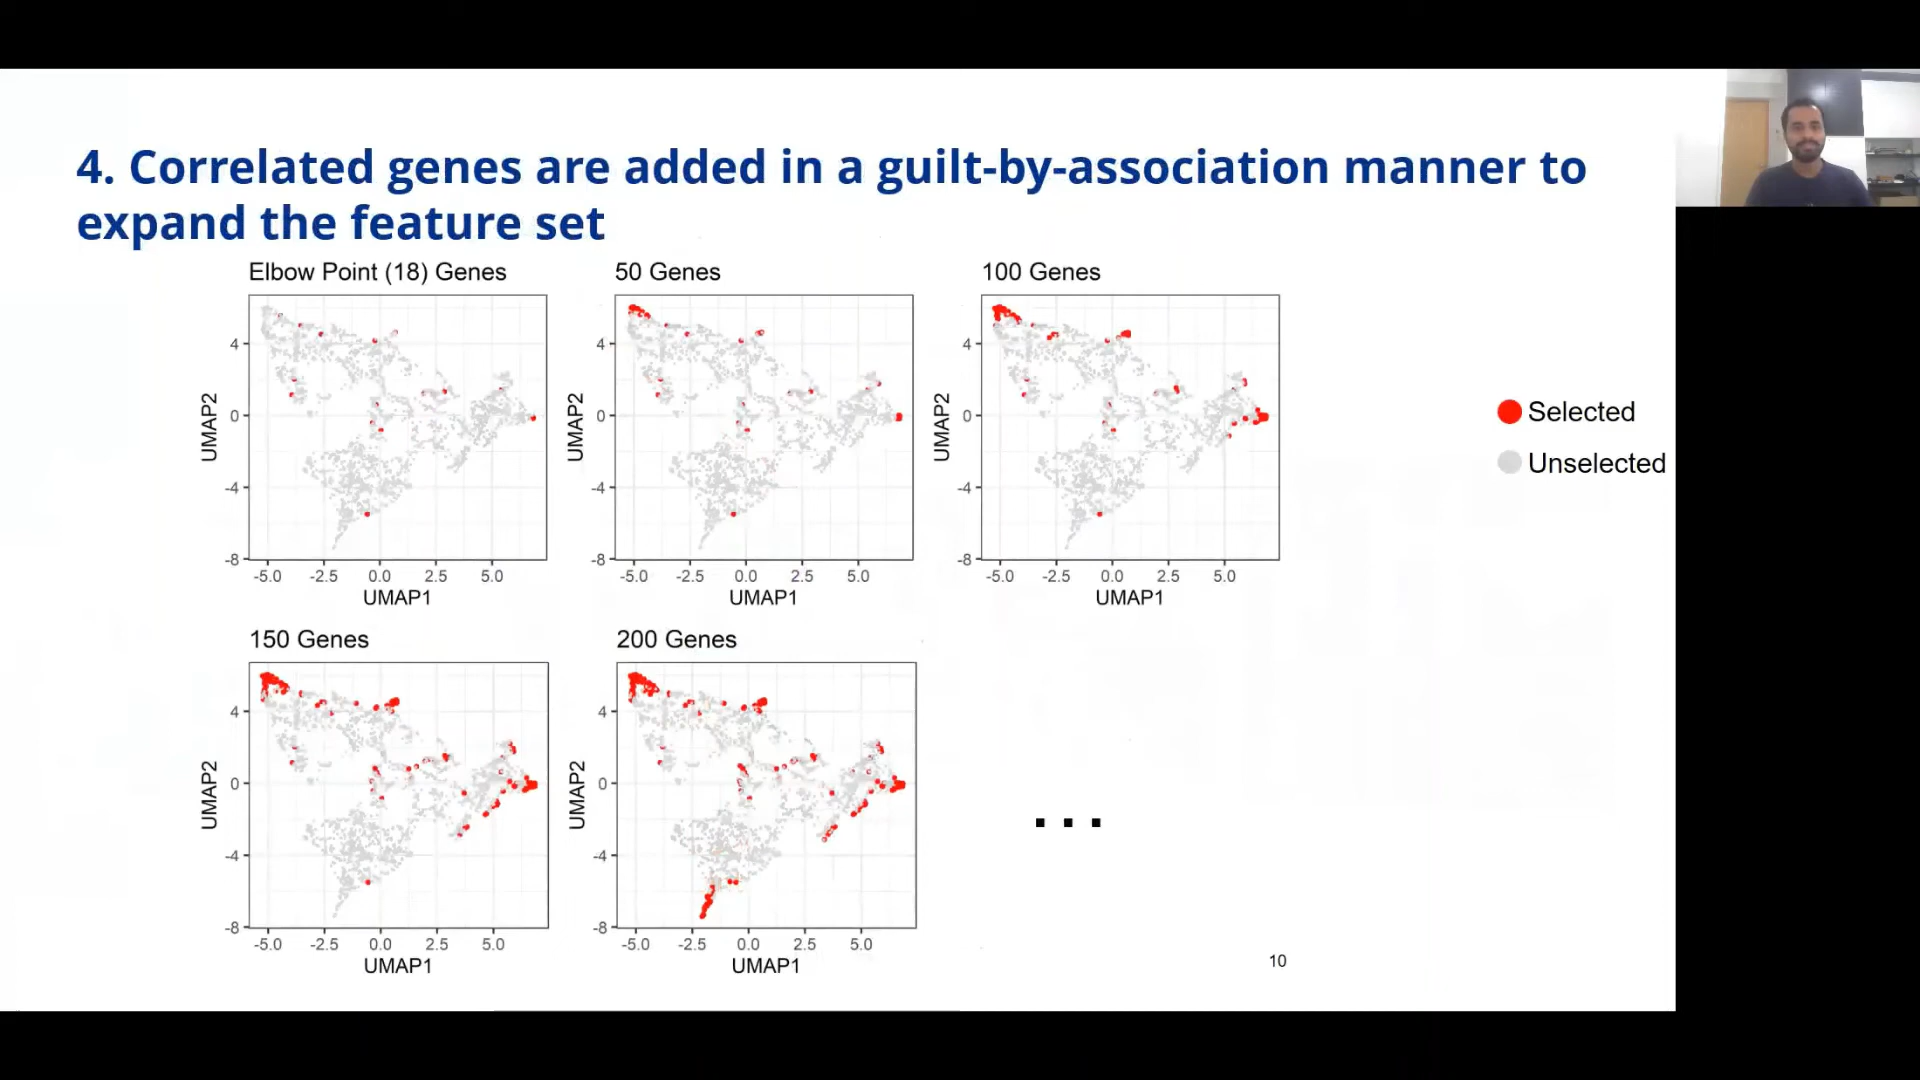 4. Correlated genes are added in a guilt-by-association manner to
expand the feature set
Elbow Point (18) Genes
50 Genes
100 Genes
4
0
-4
-8
UMAP2
-5.0 -2.5 0.0 2.5 5.0
UMAP1
4
0
-4
-8
UMAP2
-5.0 -2.5 0.0 2.5 5.0
UMAP1
4
0
-4
-8
UMAP2
-5.0 -2.5 0.0 2.5 5.0
UMAP1
Selected
Unselected
150 Genes
200 Genes
4
0
-4
-8
UMAP2
-5.0 -2.5 0.0 2.5 5.0
UMAP1
4
0
-4
-8
UMAP2
-5.0 -2.5 0.0 2.5 5.0
UMAP1
...
10